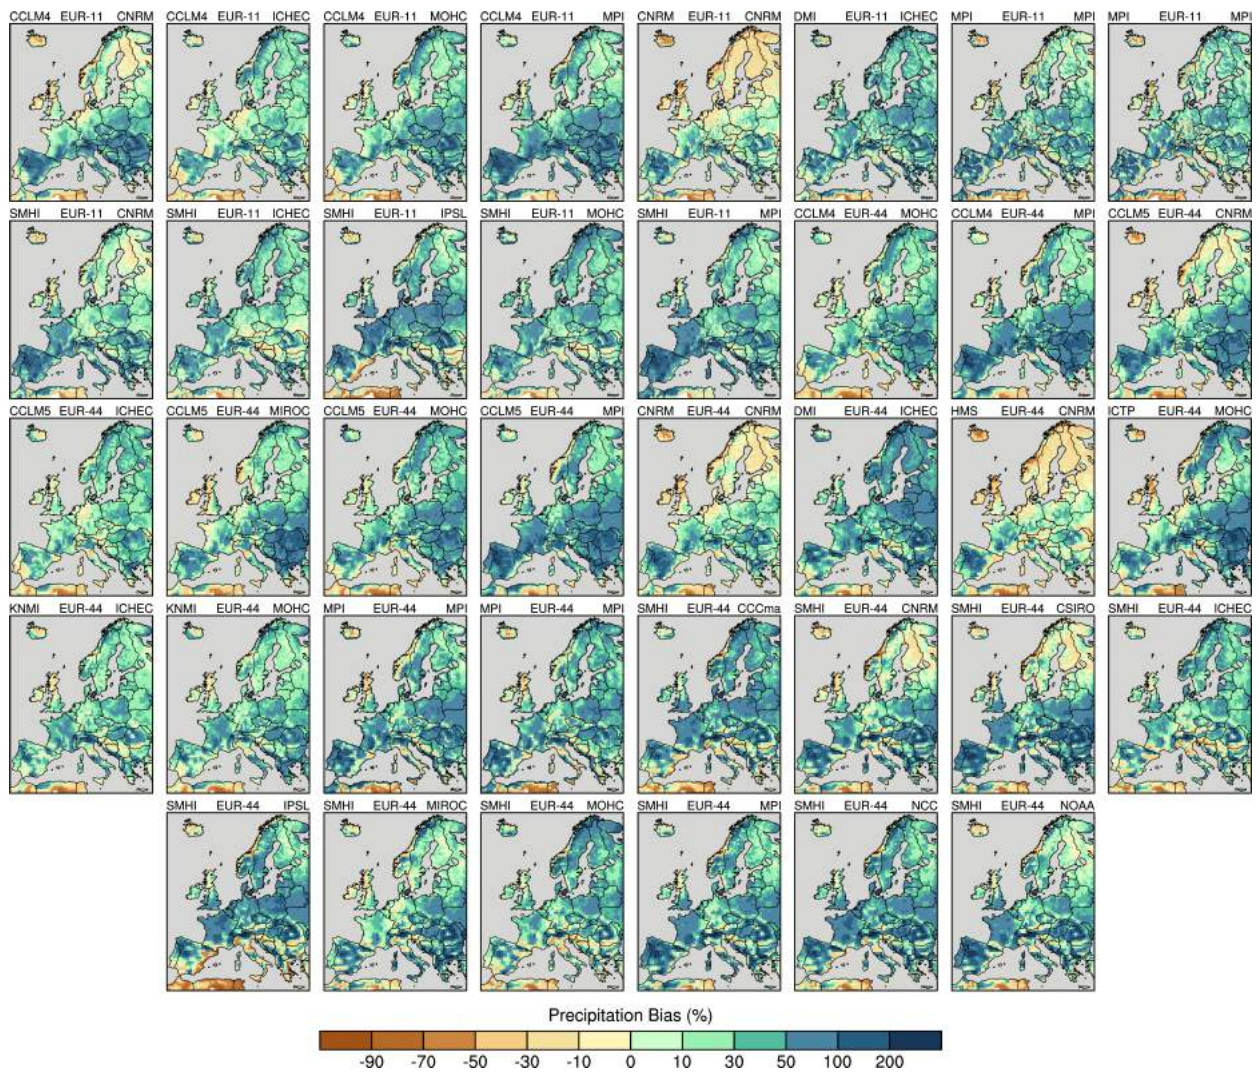 CCLM4 EUR-11 CNRM CCLM4 EUR-11 ICHEC CCLM4 EUR-11 MOHC CCLM4 EUR-11 MPI CNRM EUR-11 CNRM DMI EUR-11 ICHEC MPI EUR-11 MPI MPI EUR-11 MPI
SMHI EUR-11 CNRM SMHI EUR-11 ICHEC SMHI EUR-11 IPSL SMHI EUR-11 MOHC SMHI EUR-11 MPI CCLM4 EUR-44 MOHC CCLM4 EUR-44 MPI CCLM5 EUR-44 CNRM
CCLM5 EUR-44 ICHEC CCLM5 EUR-44 MIROC CCLM5 EUR-44 MOHC CCLM5 EUR-44 MPI CNRM EUR-44 CNRM DMI EUR-44 ICHEC HMS EUR-44 CNRM ICTP EUR-44 MOHC
KNMI EUR-44 ICHEC KNMI EUR-44 MOHC MPI EUR-44 MPI MPI EUR-44 MPI SMHI EUR-44 CCCma SMHI EUR-44 CNRM SMHI EUR-44 CSIRO SMHI EUR-44 ICHEC
SMHI EUR-44 IPSL SMHI EUR-44 MIROC SMHI EUR-44 MOHC SMHI EUR-44 MPI SMHI EUR-44 NCC SMHI EUR-44 NOAA
Precipitation Bias (%)
-90 -70 -50 -30 -10 0 10 30 50 100 200